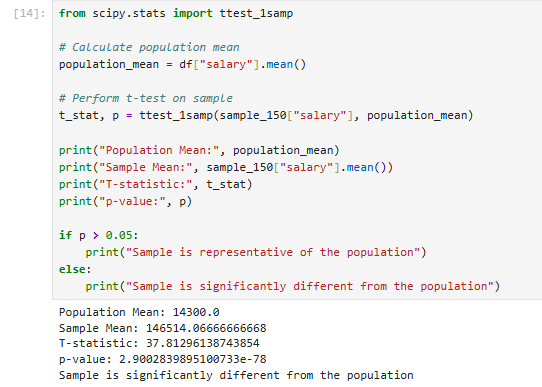 [14]: from scipy.stats import ttest_1samp
# Calculate population mean
population_mean = df["salary"].mean()
# Perform t-test on sample
t_stat, p = ttest_1samp(sample_150["salary"], population_mean)
print("Population Mean:", population_mean)
print("Sample Mean:", sample_150["salary"].mean())
print("T-statistic:", t_stat)
print("p-value:", p)
if p > 0.05:
    print("Sample is representative of the population")
else:
    print("Sample is significantly different from the population")
Population Mean: 14300.0
Sample Mean: 146514.06666666668
T-statistic: 37.81296138743854
p-value: 2.9002839895100733e-78
Sample is significantly different from the population